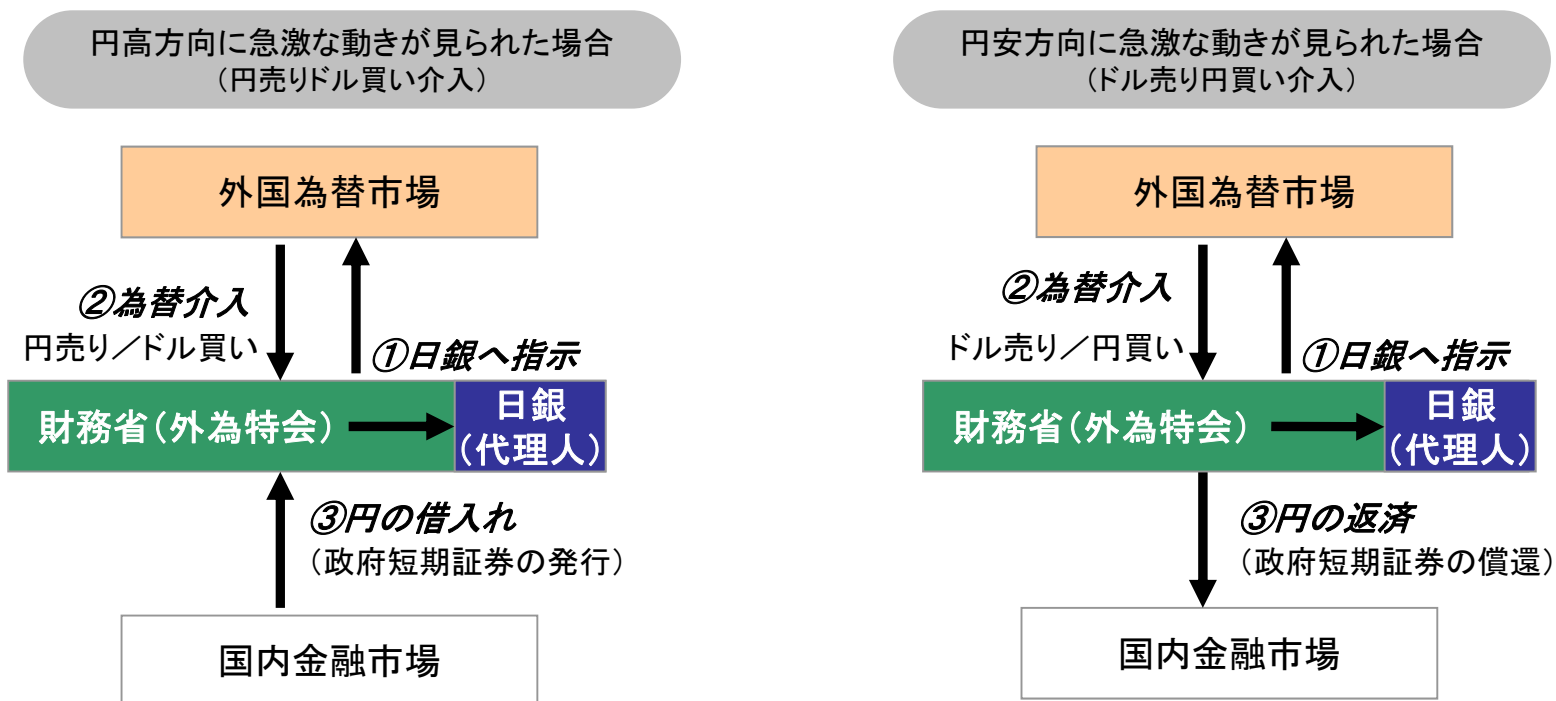 円高方向に急激な動きが見られた場合
（円売りドル買い介入）
外国為替市場
②為替介入
円売り／ドル買い
①日銀へ指示
財務省（外為特会）
日銀
（代理人）
③円の借入れ
（政府短期証券の発行）
国内金融市場
円安方向に急激な動きが見られた場合
（ドル売り円買い介入）
外国為替市場
②為替介入
ドル売り／円買い
①日銀へ指示
財務省（外為特会）
日銀
（代理人）
③円の返済
（政府短期証券の償還）
国内金融市場